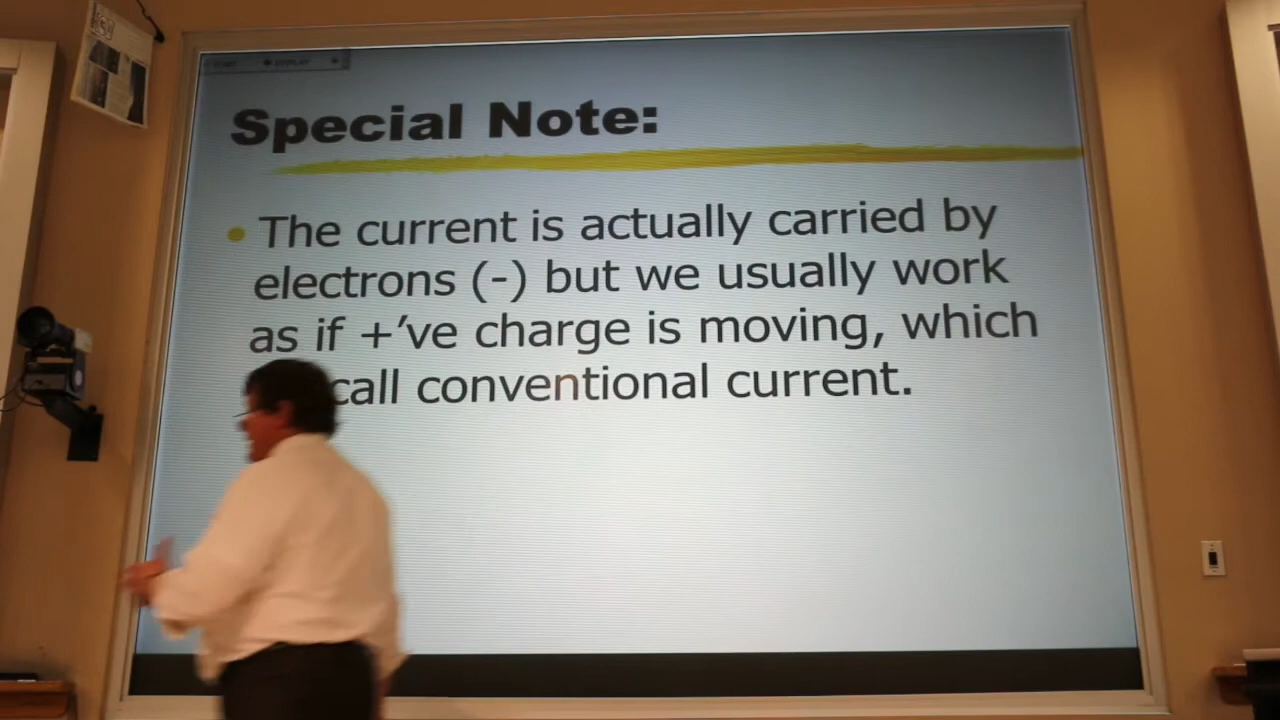 Special Note:
The current is actually carried by
electrons (-) but we usually work
as if +’ve charge is moving, which
call conventional current.